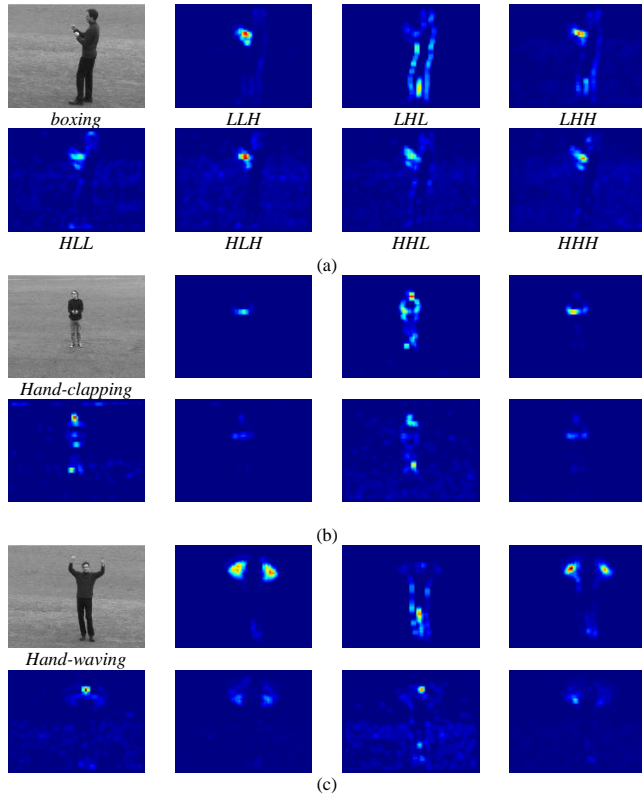 boxing LLH LHL LHH
HLL HLH HHL HHH
(a)
Hand-clapping
(b)
Hand-waving
(c)